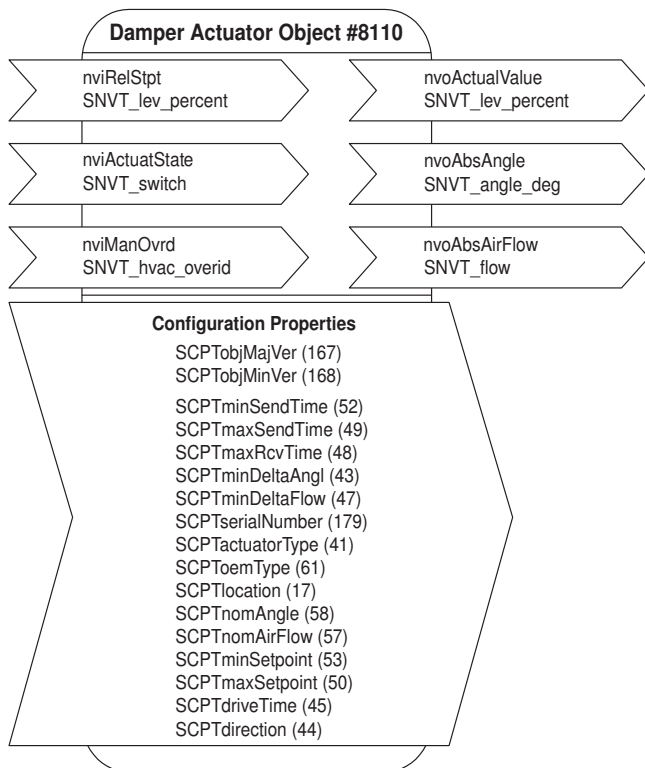 Damper Actuator Object #8110
nviRelStpt
SNVT_lev_percent
nvoActualValue
SNVT_lev_percent
nviActuatState
SNVT_switch
nvoAbsAngle
SNVT_angle_deg
nviManOvrd
SNVT_hvac_overid
nvoAbsAirFlow
SNVT_flow
Configuration Properties
SCPTobjMajVer (167)
SCPTobjMinVer (168)
SCPTminSendTime (52)
SCPTmaxSendTime (49)
SCPTmaxRcvTime (48)
SCPTminDeltaAngl (43)
SCPTminDeltaFlow (47)
SCPTserialNumber (179)
SCPTactuatorType (41)
SCPToemType (61)
SCPTlocation (17)
SCPTnomAngle (58)
SCPTnomAirFlow (57)
SCPTminSetpoint (53)
SCPTmaxSetpoint (50)
SCPTdriveTime (45)
SCPTdirection (44)